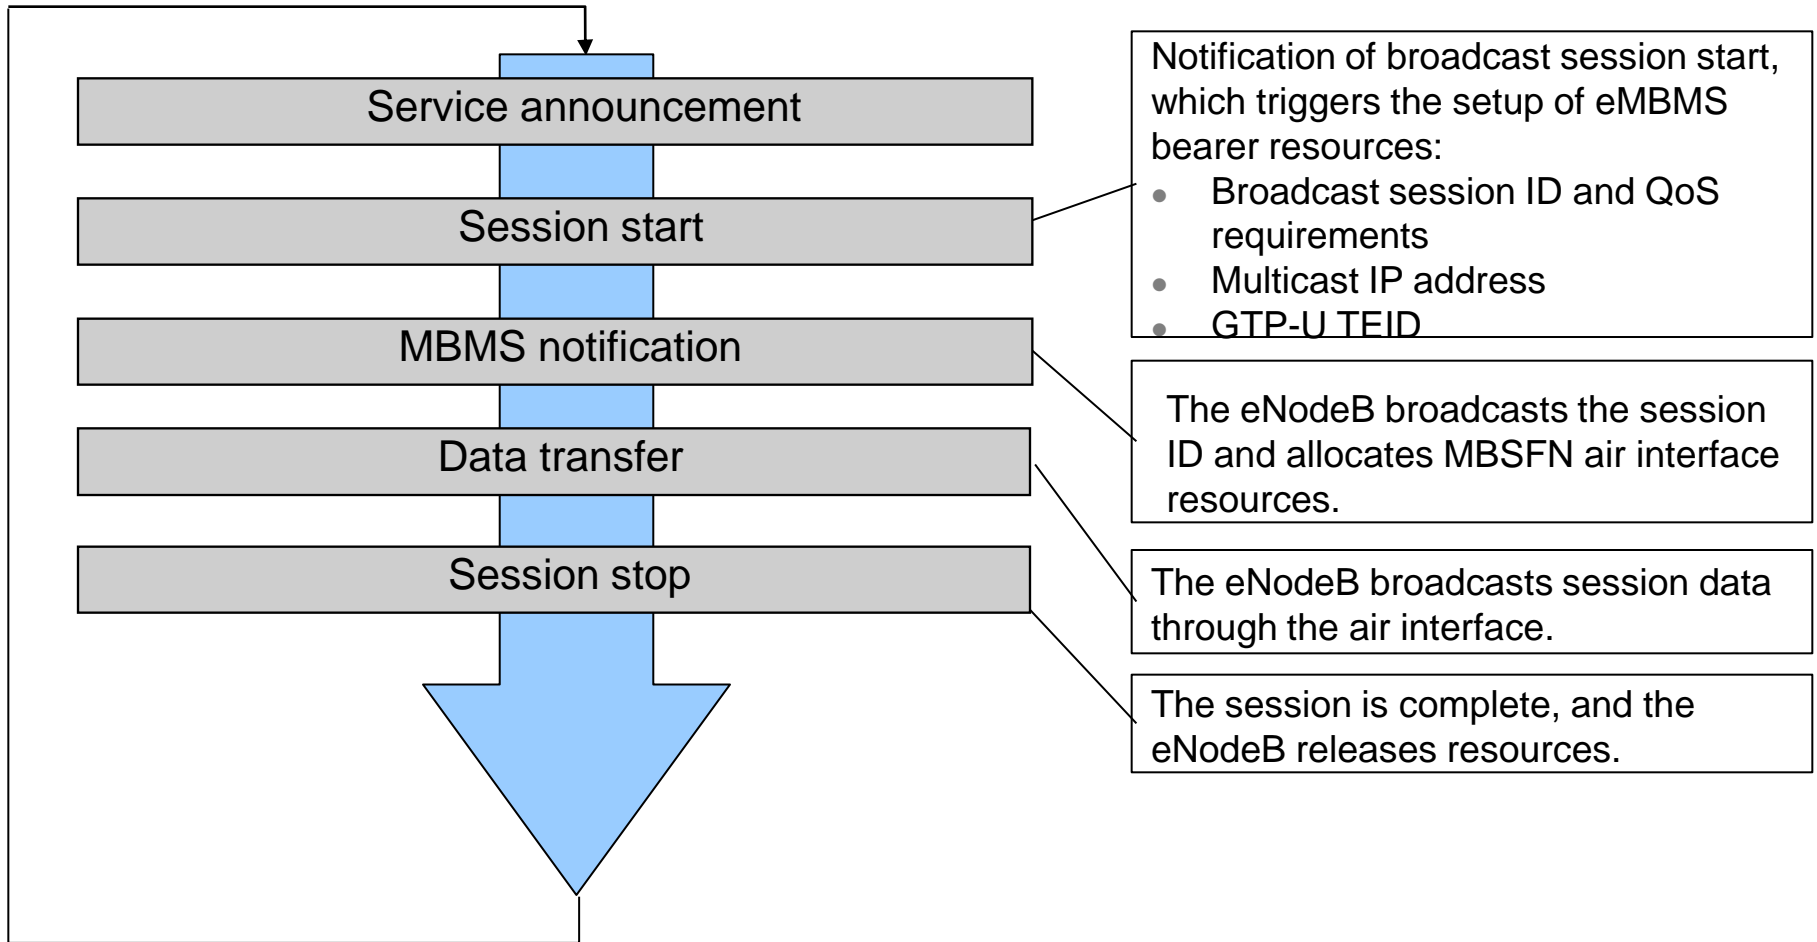 Service announcement
Session start
MBMS notification
Data transfer
Session stop
Notification of broadcast session start,
which triggers the setup of eMBMS
bearer resources:
● Broadcast session ID and QoS
requirements
● Multicast IP address
● GTP-U TEID
The eNodeB broadcasts the session
ID and allocates MBSFN air interface
resources.
The eNodeB broadcasts session data
through the air interface.
The session is complete, and the
eNodeB releases resources.